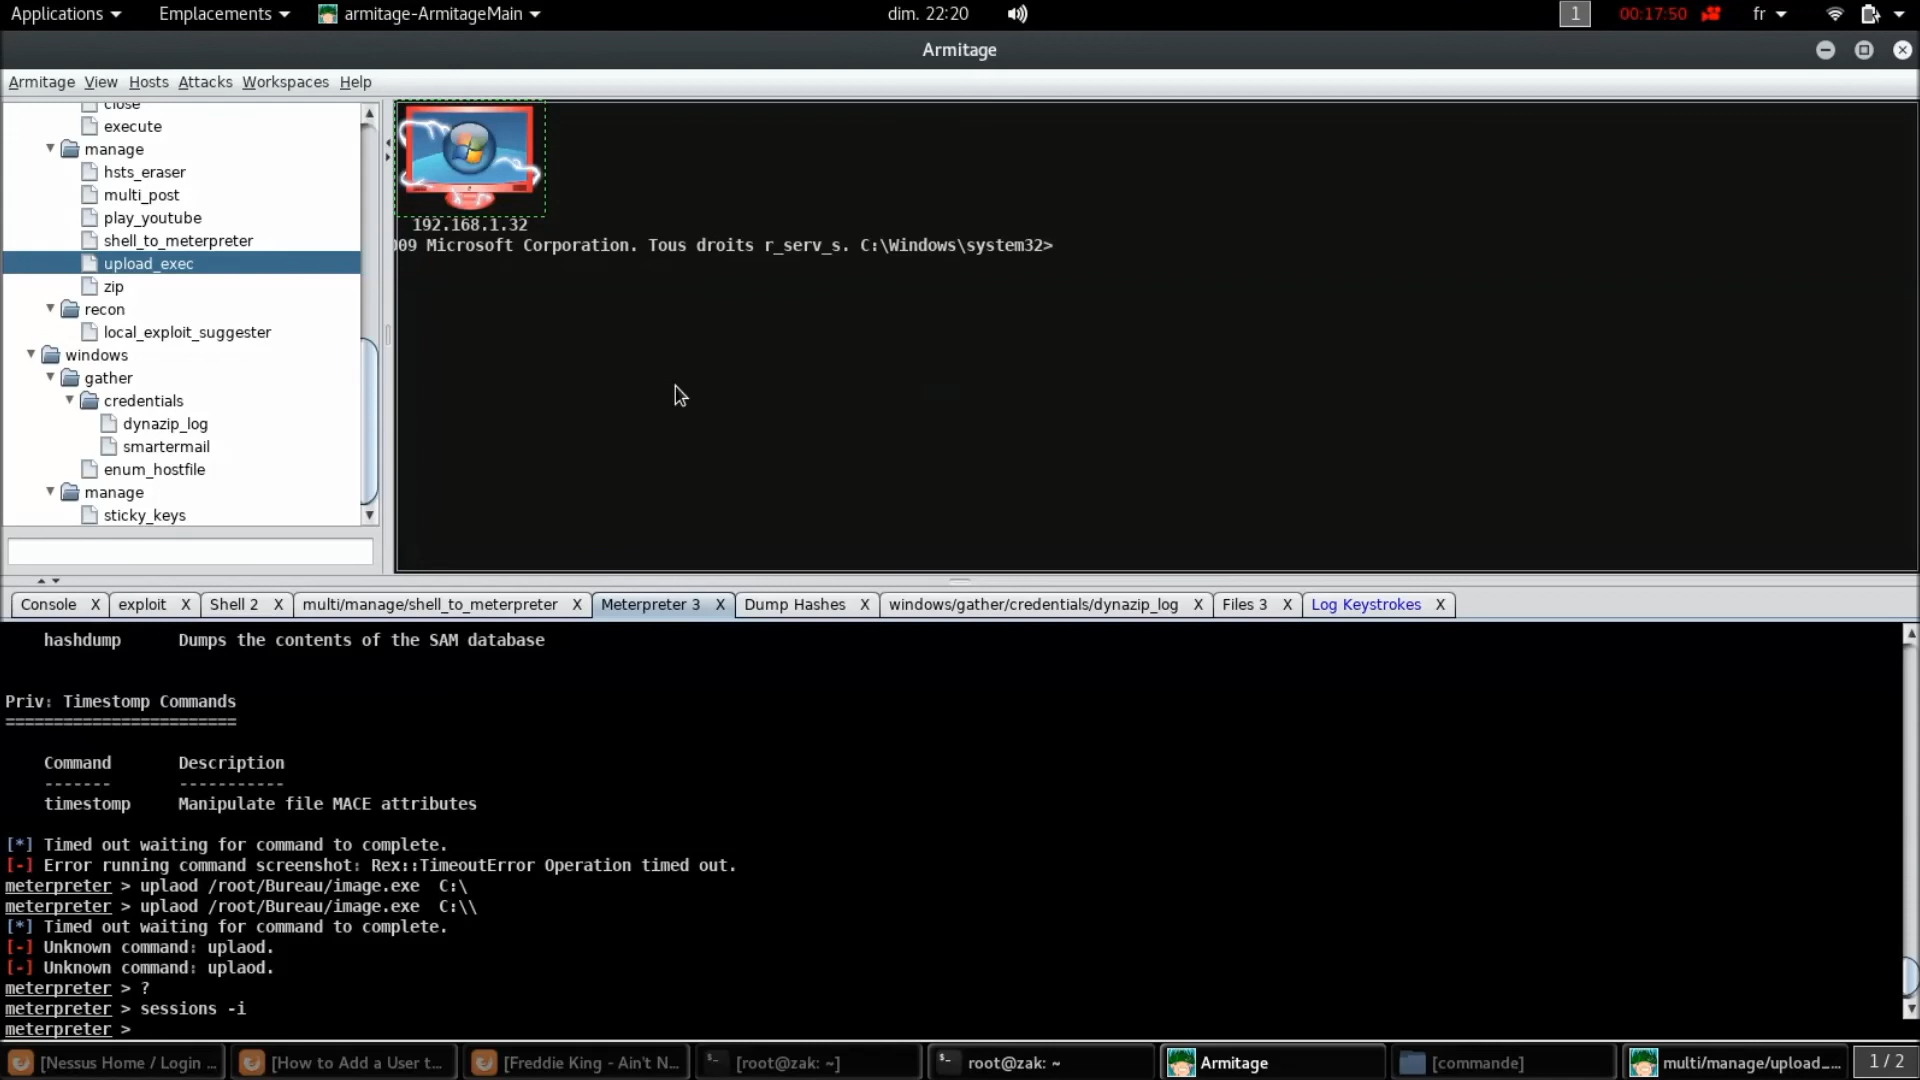 Applications
Emplacements
armitage-ArmitageMain
dim. 22:20
1
00:17:50
fr
Armitage
Armitage View Hosts Attacks Workspaces Help
close
execute
manage
hsts_eraser
multi_post
play_youtube
shell_to_meterpreter
upload_exec
zip
recon
local_exploit_suggester
windows
gather
credentials
dynazip_log
smartermail
enum_hostfile
manage
sticky_keys
192.168.1.32
09 Microsoft Corporation. Tous droits r_serv_s. C:\Windows\system32>
Console X exploit X Shell 2 X multi/manage/shell_to_meterpreter X Meterpreter 3 X Dump Hashes X windows/gather/credentials/dynazip_log X Files 3 X Log Keystrokes X
hashdump Dumps the contents of the SAM database
Priv: Timestomp Commands
========================
Command Description
------- -----------
timestomp Manipulate file MACE attributes
[*] Timed out waiting for command to complete.
[-] Error running command screenshot: Rex::TimeoutError Operation timed out.
meterpreter > uplaod /root/Bureau/image.exe C:\
meterpreter > uplaod /root/Bureau/image.exe C:\\
[*] Timed out waiting for command to complete.
[-] Unknown command: uplaod.
[-] Unknown command: uplaod.
meterpreter > ?
meterpreter > sessions -i
meterpreter >
[Nessus Home / Login ... [How to Add a User t... [Freddie King - Ain't N... [root@zak: ~] root@zak: ~ Armitage [commande] multi/manage/upload_... 1 / 2